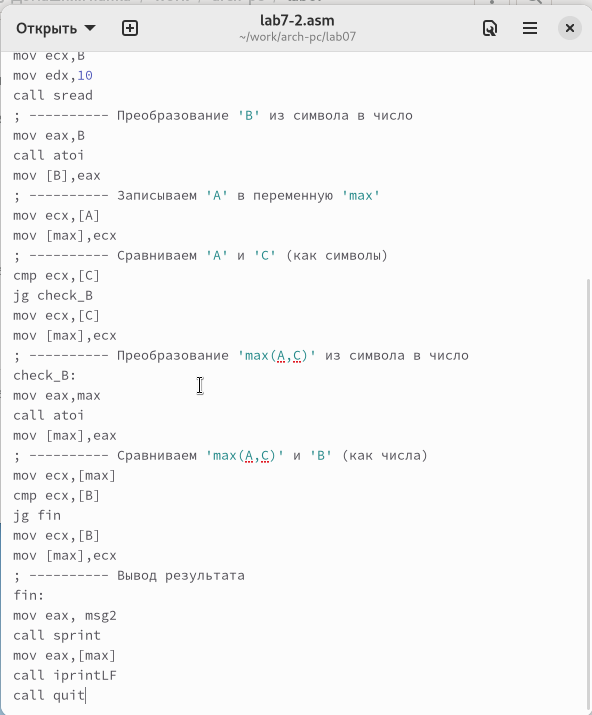 Открыть
lab7-2.asm
~/work/arch-pc/lab07
mov ecx,B
mov edx,10
call sread
; ---------- Преобразование 'B' из символа в число
mov eax,B
call atoi
mov [B],eax
; ---------- Записываем 'A' в переменную 'max'
mov ecx,[A]
mov [max],ecx
; ---------- Сравниваем 'A' и 'C' (как символы)
cmp ecx,[C]
jg check_B
mov ecx,[C]
mov [max],ecx
; ---------- Преобразование 'max(A,C)' из символа в число
check_B:
mov eax,max
call atoi
mov [max],eax
; ---------- Сравниваем 'max(A,C)' и 'B' (как числа)
mov ecx,[max]
cmp ecx,[B]
jg fin
mov ecx,[B]
mov [max],ecx
; ---------- Вывод результата
fin:
mov eax, msg2
call sprint
mov eax,[max]
call iprintLF
call quit